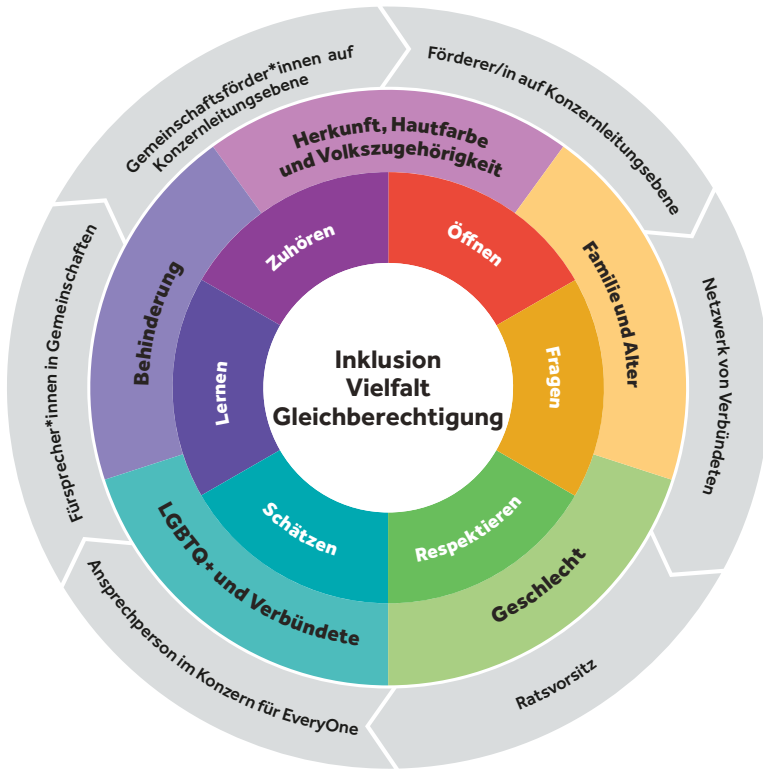 Gemeinschaftsförder*innen auf
Konzernleitungsebene
Förderer/in auf Konzernleitungsebene
Netzwerk von Verbündeten
Ratsvorsitz
Ansprechperson im Konzern für EveryOne
Fürsprecher*innen in Gemeinschaften
Herkunft, Hautfarbe
und Volkszugehörigkeit
Familie und Alter
Geschlecht
LGBTQ+ und Verbündete
Behinderung
Zuhören
Öffnen
Fragen
Respektieren
Schätzen
Lernen
Inklusion
Vielfalt
Gleichberechtigung